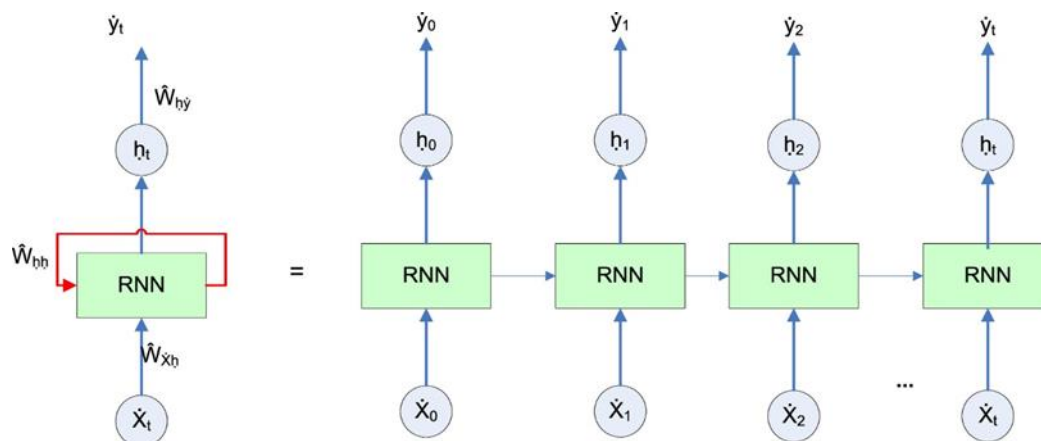 ẏt
Ŵḥẏ
ḥt
Ŵḥḥ
RNN
Ŵẋḥ
Ẋt
=
ẏ0
ẏ1
ẏ2
ẏt
ḥ0
ḥ1
ḥ2
ḥt
RNN
RNN
RNN
RNN
...
Ẋ0
Ẋ1
Ẋ2
Ẋt